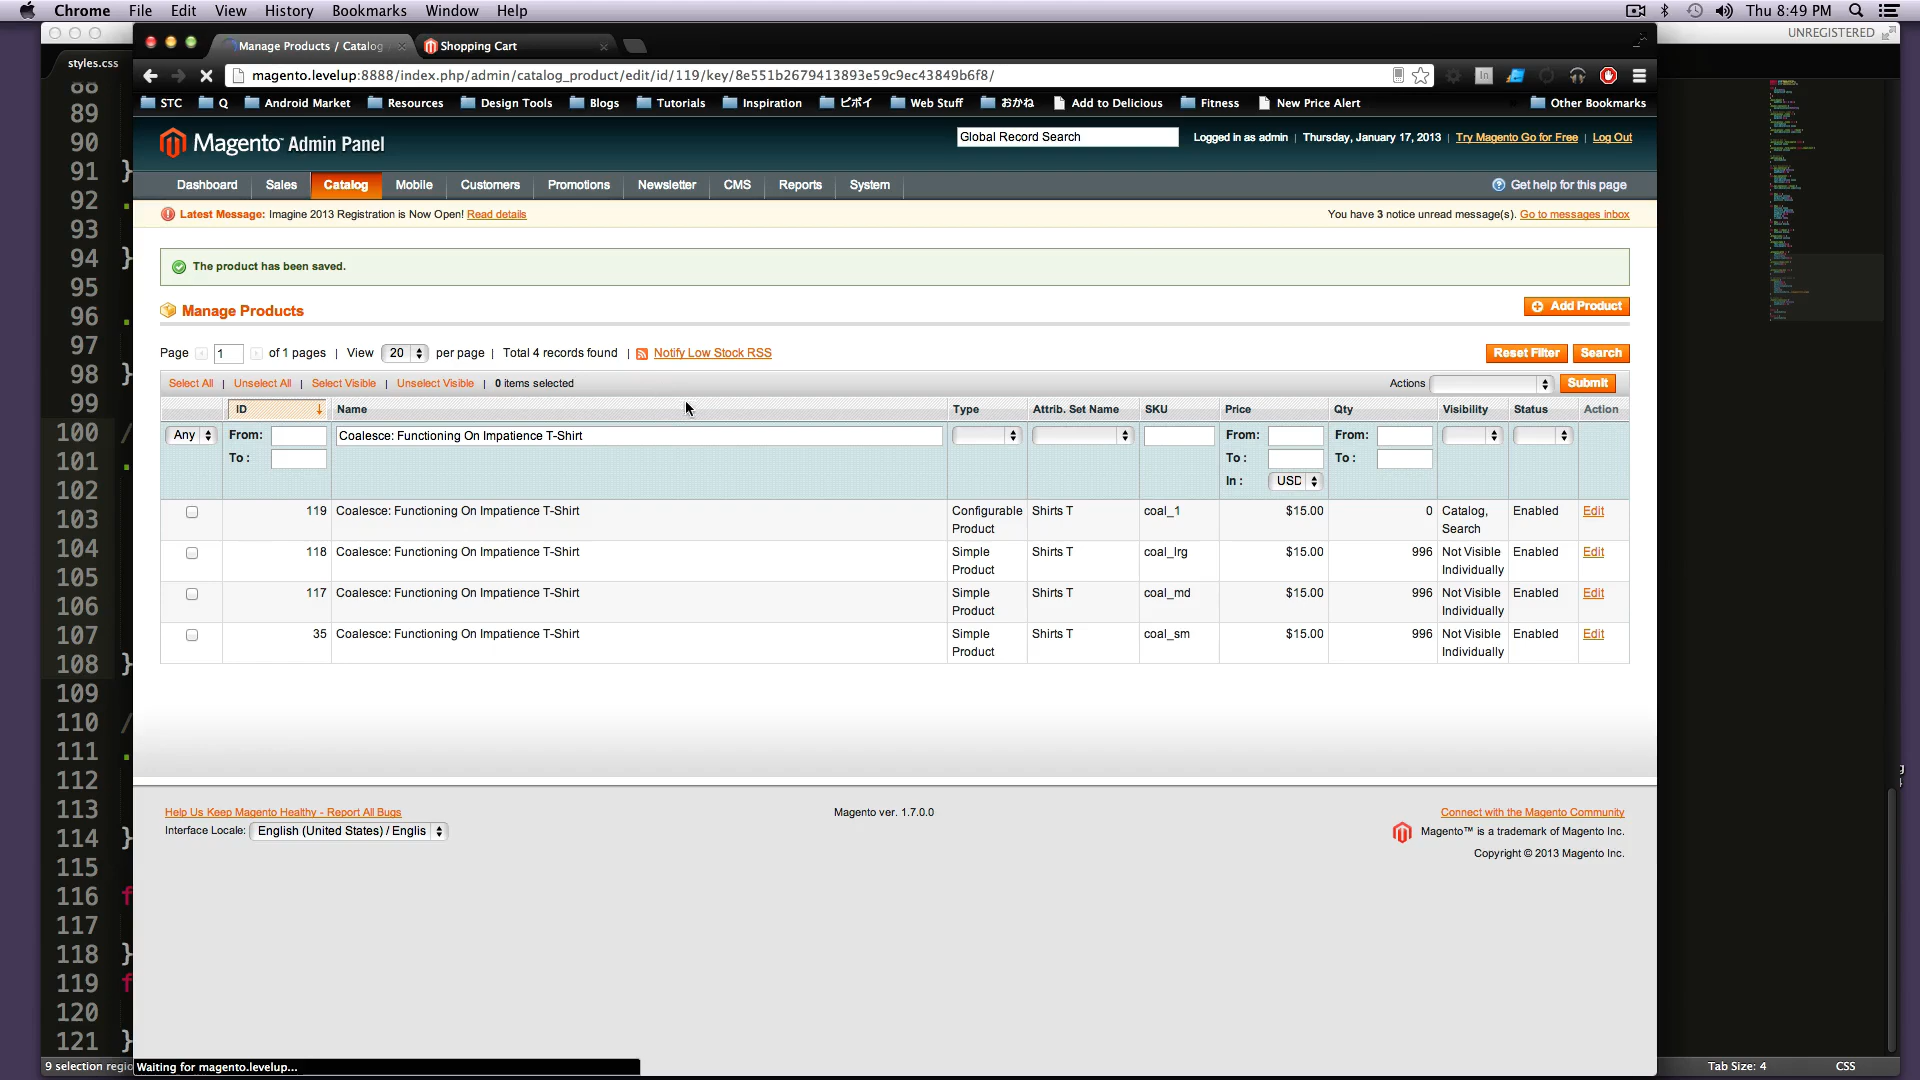 Chrome File Edit View History Bookmarks Window Help Thu 8:49 PM
UNREGISTERED
styles.css
Manage Products / Catalog
Shopping Cart
magento.levelup:8888/index.php/admin/catalog_product/edit/id/119/key/8e551b2679413893e59c9ec43849b6f8/
STC Q Android Market Resources Design Tools Blogs Tutorials Inspiration ピボイ Web Stuff おかね Add to Delicious Fitness New Price Alert Other Bookmarks
Magento™ Admin Panel
Global Record Search
Logged in as admin | Thursday, January 17, 2013 | Try Magento Go for Free | Log Out
Dashboard Sales Catalog Mobile Customers Promotions Newsletter CMS Reports System Get help for this page
Latest Message: Imagine 2013 Registration is Now Open! Read details You have 3 notice unread message(s). Go to messages inbox
The product has been saved.
Manage Products
Add Product
Page 1 of 1 pages | View 20 per page | Total 4 records found | Notify Low Stock RSS Reset Filter Search
Select All | Unselect All | Select Visible | Unselect Visible | 0 items selected Actions Submit
ID Name Type Attrib. Set Name SKU Price Qty Visibility Status Action
Any From: Coalesce: Functioning On Impatience T-Shirt From: From:
To : To : To :
In : USD
119 Coalesce: Functioning On Impatience T-Shirt Configurable Product Shirts T coal_1 $15.00 0 Catalog, Search Enabled Edit
118 Coalesce: Functioning On Impatience T-Shirt Simple Product Shirts T coal_lrg $15.00 996 Not Visible Individually Enabled Edit
117 Coalesce: Functioning On Impatience T-Shirt Simple Product Shirts T coal_md $15.00 996 Not Visible Individually Enabled Edit
35 Coalesce: Functioning On Impatience T-Shirt Simple Product Shirts T coal_sm $15.00 996 Not Visible Individually Enabled Edit
Help Us Keep Magento Healthy - Report All Bugs Magento ver. 1.7.0.0 Connect with the Magento Community
Interface Locale: English (United States) / Englis Magento™ is a trademark of Magento Inc.
Copyright © 2013 Magento Inc.
88
89
90
91 }
92 .
93
94 }
95
96 .
97
98 }
99
100 /
101 .
102
103
104
105
106
107
108 }
109
110 /
111 .
112
113
114 }
115
116 f
117
118 }
119 f
120
121 }
9 selection regio
Waiting for magento.levelup...
Tab Size: 4 CSS